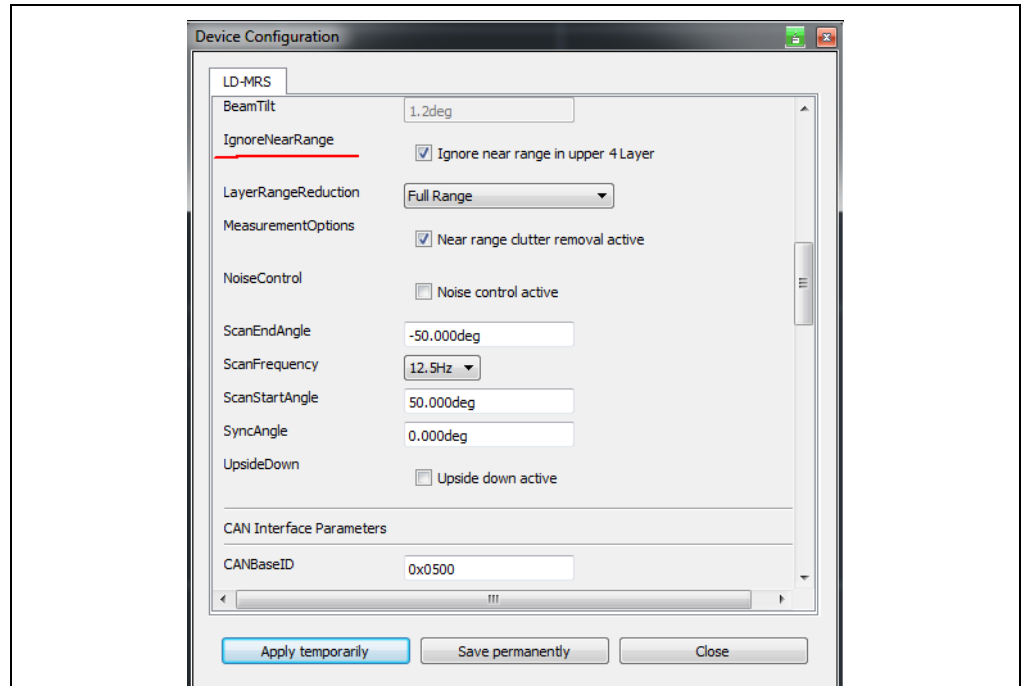 Device Configuration
LD-MRS
BeamTilt
1.2deg
IgnoreNearRange
Ignore near range in upper 4 Layer
LayerRangeReduction
Full Range
MeasurementOptions
Near range clutter removal active
NoiseControl
Noise control active
ScanEndAngle
-50.000deg
ScanFrequency
12.5Hz
ScanStartAngle
50.000deg
SyncAngle
0.000deg
UpsideDown
Upside down active
CAN Interface Parameters
CANBaseID
0x0500
Apply temporarily
Save permanently
Close